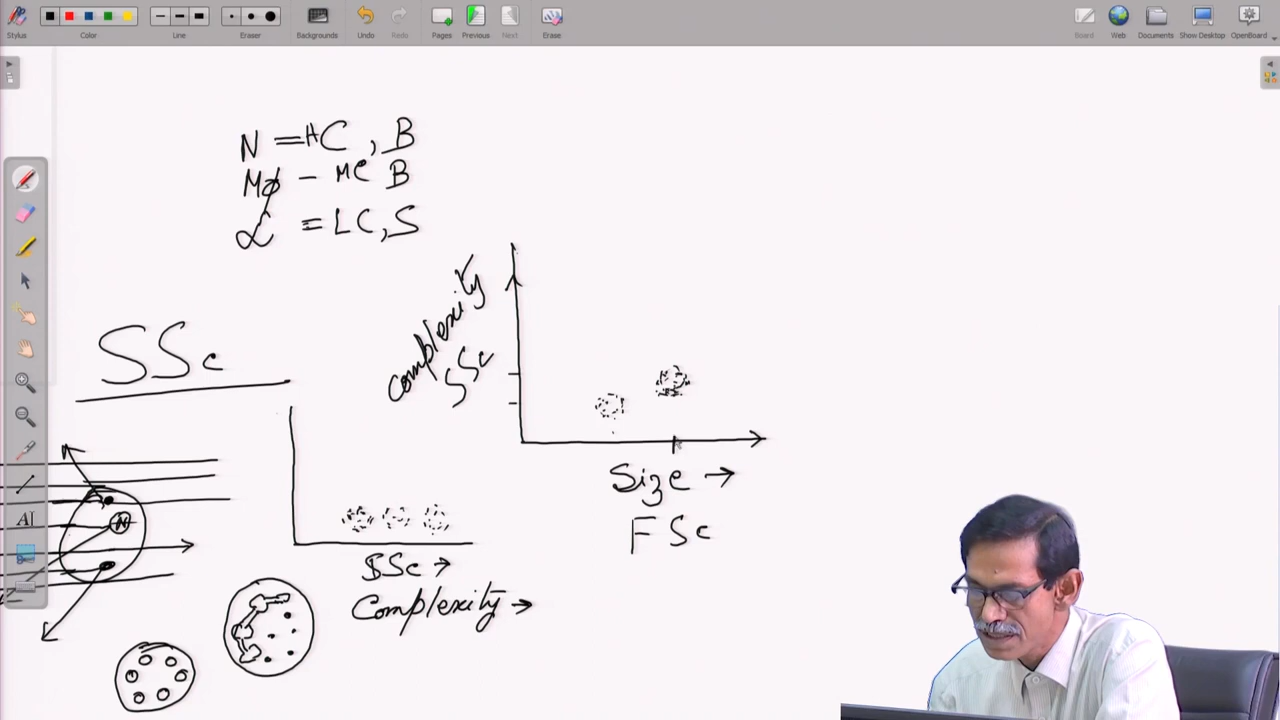 Stylus Color Line Eraser Backgrounds Undo Redo Pages Previous Next Erase Board Web Documents Show Desktop OpenBoard
N = HC, B
Mφ - MC B
L = LC, S
complexity
SSc
SSc
N
Size →
FSc
SSc →
Complexity →